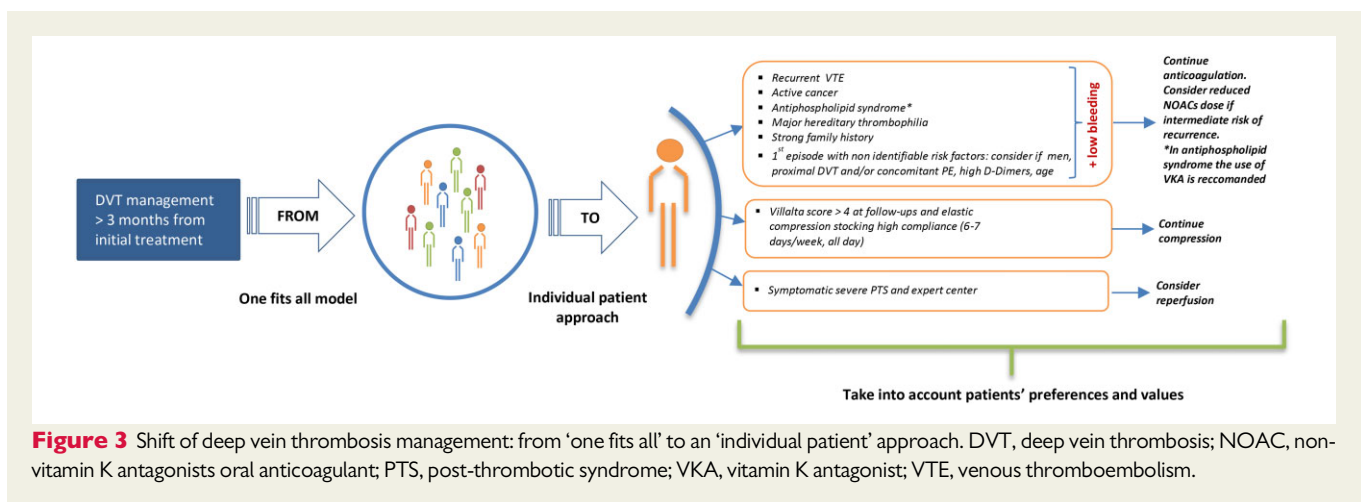 DVT management
> 3 months from
initial treatment
FROM
One fits all model
TO
Individual patient
approach
▪ Recurrent VTE
▪ Active cancer
▪ Antiphospholipid syndrome*
▪ Major hereditary thrombophilia
▪ Strong family history
▪ 1st episode with non identifiable risk factors: consider if men,
proximal DVT and/or concomitant PE, high D-Dimers, age
+ low bleeding
Continue
anticoagulation.
Consider reduced
NOACs dose if
intermediate risk of
recurrence.
*In antiphospholipid
syndrome the use of
VKA is reccomanded
▪ Villalta score > 4 at follow-ups and elastic
compression stocking high compliance (6-7
days/week, all day)
Continue
compression
▪ Symptomatic severe PTS and expert center
Consider
reperfusion
Take into account patients' preferences and values
Figure 3 Shift of deep vein thrombosis management: from 'one fits all' to an 'individual patient' approach. DVT, deep vein thrombosis; NOAC, non-
vitamin K antagonists oral anticoagulant; PTS, post-thrombotic syndrome; VKA, vitamin K antagonist; VTE, venous thromboembolism.